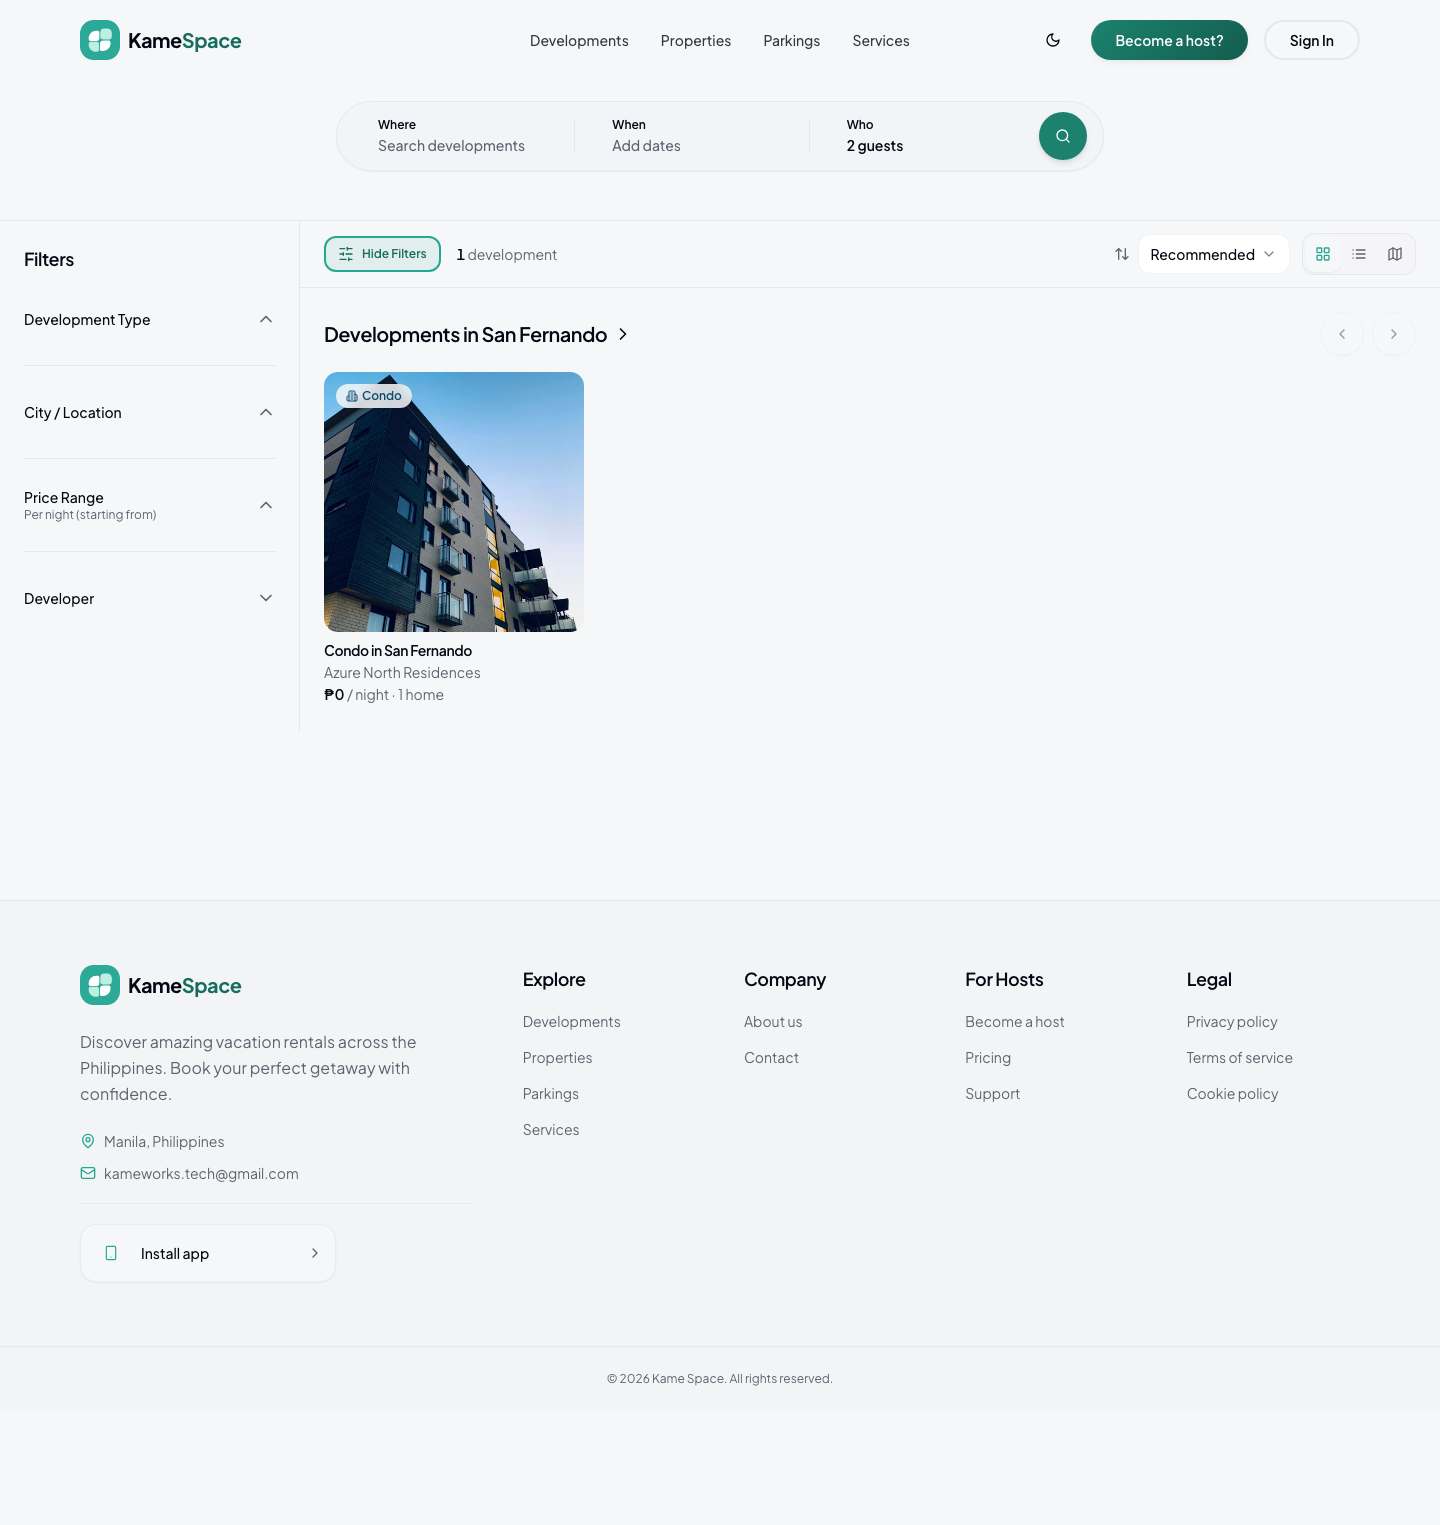 KameSpace
Developments
Properties
Parkings
Services
Become a host?
Sign In
Where
Search developments
When
Add dates
Who
2 guests
Filters
Development Type
City / Location
Price Range
Per night (starting from)
Developer
Hide Filters
1 development
Recommended
Developments in San Fernando
Condo
Condo in San Fernando
Azure North Residences
₱0 / night · 1 home
KameSpace
Discover amazing vacation rentals across the
Philippines. Book your perfect getaway with
confidence.
Manila, Philippines
kameworks.tech@gmail.com
Install app
Explore
Developments
Properties
Parkings
Services
Company
About us
Contact
For Hosts
Become a host
Pricing
Support
Legal
Privacy policy
Terms of service
Cookie policy
© 2026 Kame Space. All rights reserved.